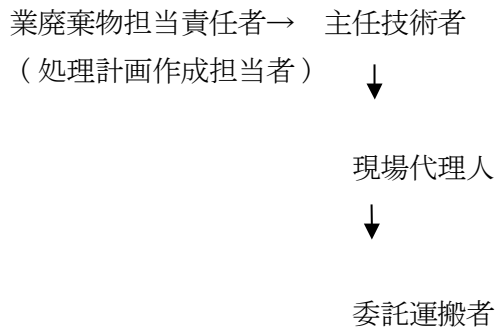 業廃棄物担当責任者→　主任技術者
（処理計画作成担当者）
↓
現場代理人
↓
委託運搬者